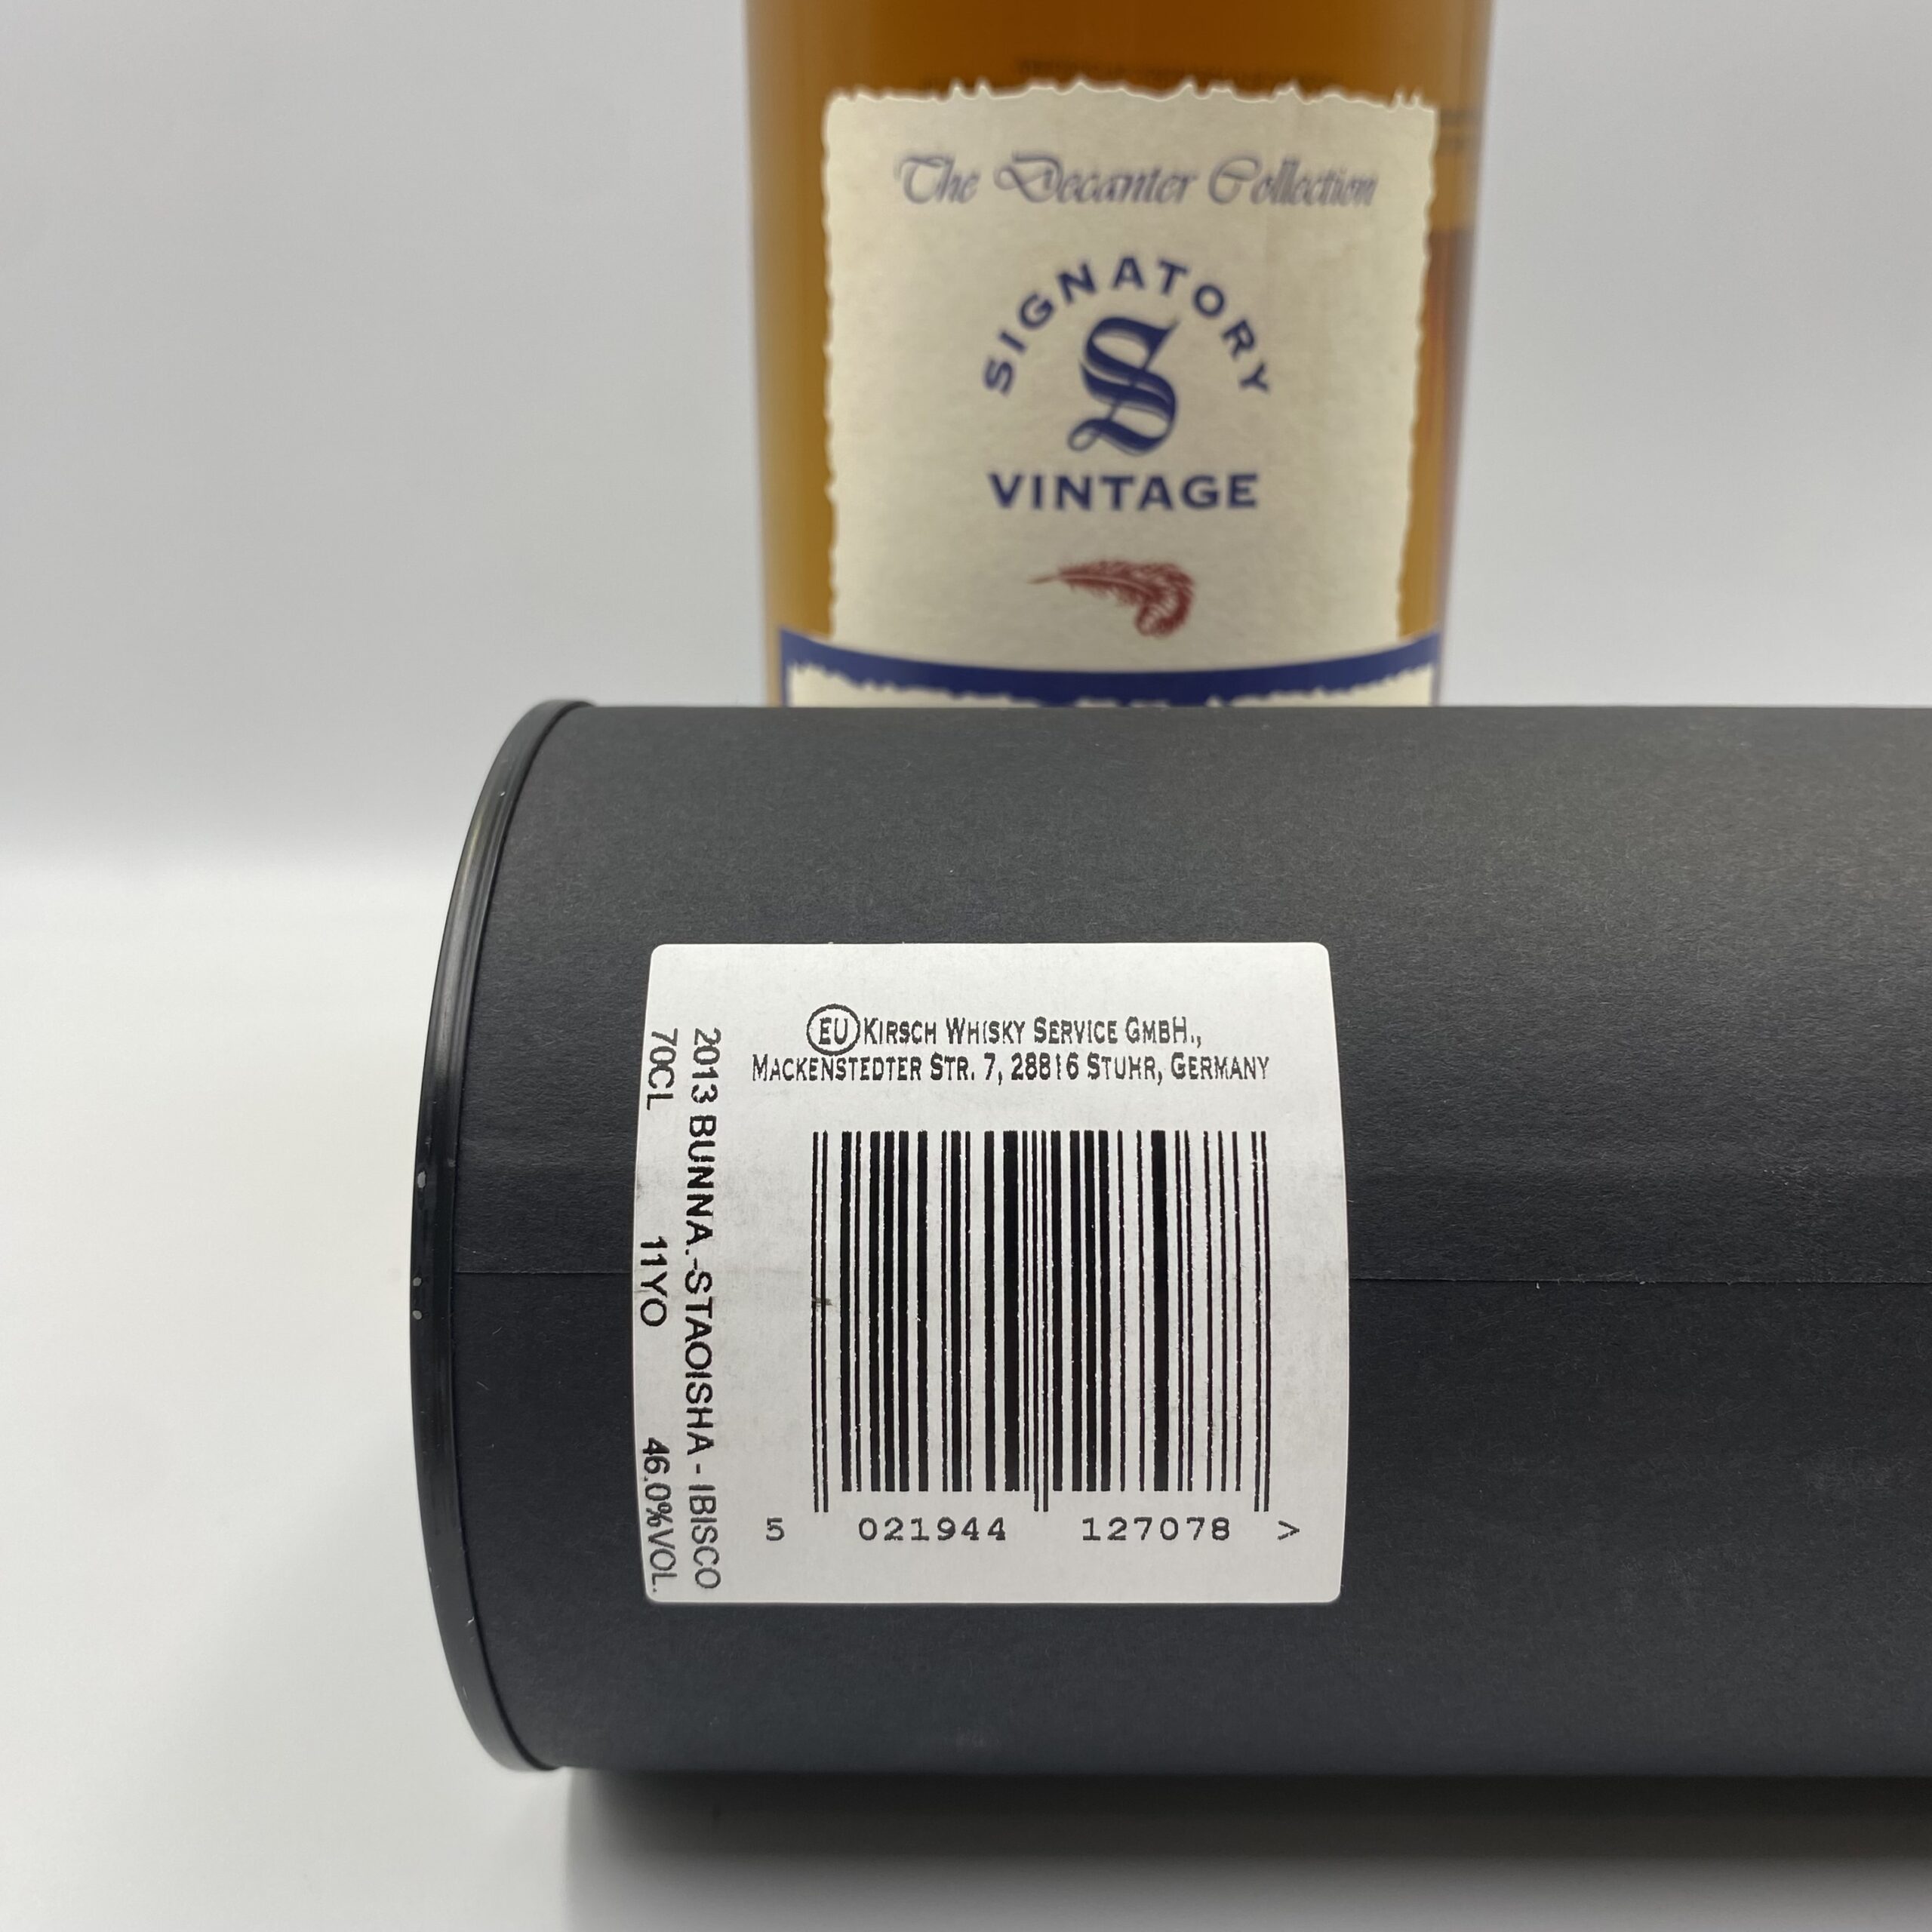 The Decanter Collection
SIGNATORY
S
VINTAGE
EU KIRSCH WHISKY SERVICE GMBH.,
MACKENSTEDTER STR. 7, 28816 STUHR, GERMANY
2013 BUNNA.-STAOISHA - IBISCO
70CL 11YO 46.0%VOL.
5 021944 127078 >